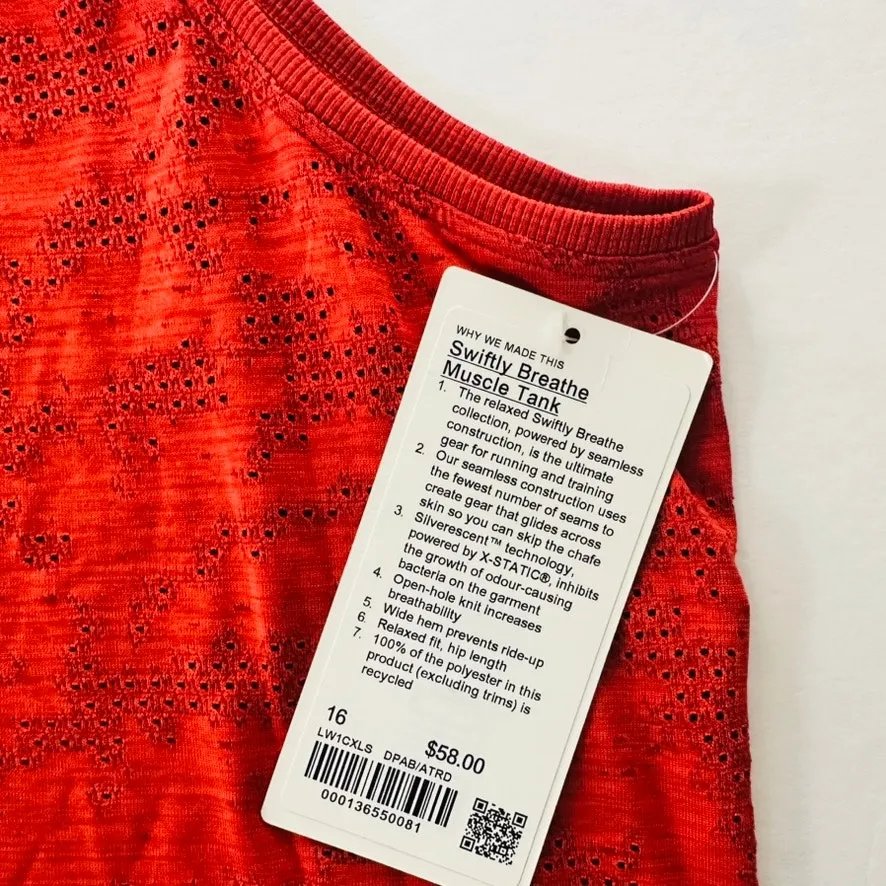 WHY WE MADE THIS
Swiftly Breathe
Muscle Tank
1. The relaxed Swiftly Breathe
collection, powered by seamless
construction, is the ultimate
gear for running and training
2. Our seamless construction uses
the fewest number of seams to
create gear that glides across
skin so you can skip the chafe
3. Silverescent™ technology,
powered by X-STATIC®, inhibits
the growth of odour-causing
bacteria on the garment
4. Open-hole knit increases
breathability
5. Wide hem prevents ride-up
6. Relaxed fit, hip length
7. 100% of the polyester in this
product (excluding trims) is
recycled
16 $58.00
LW1CXLS DPAB/ATRD
000136550081